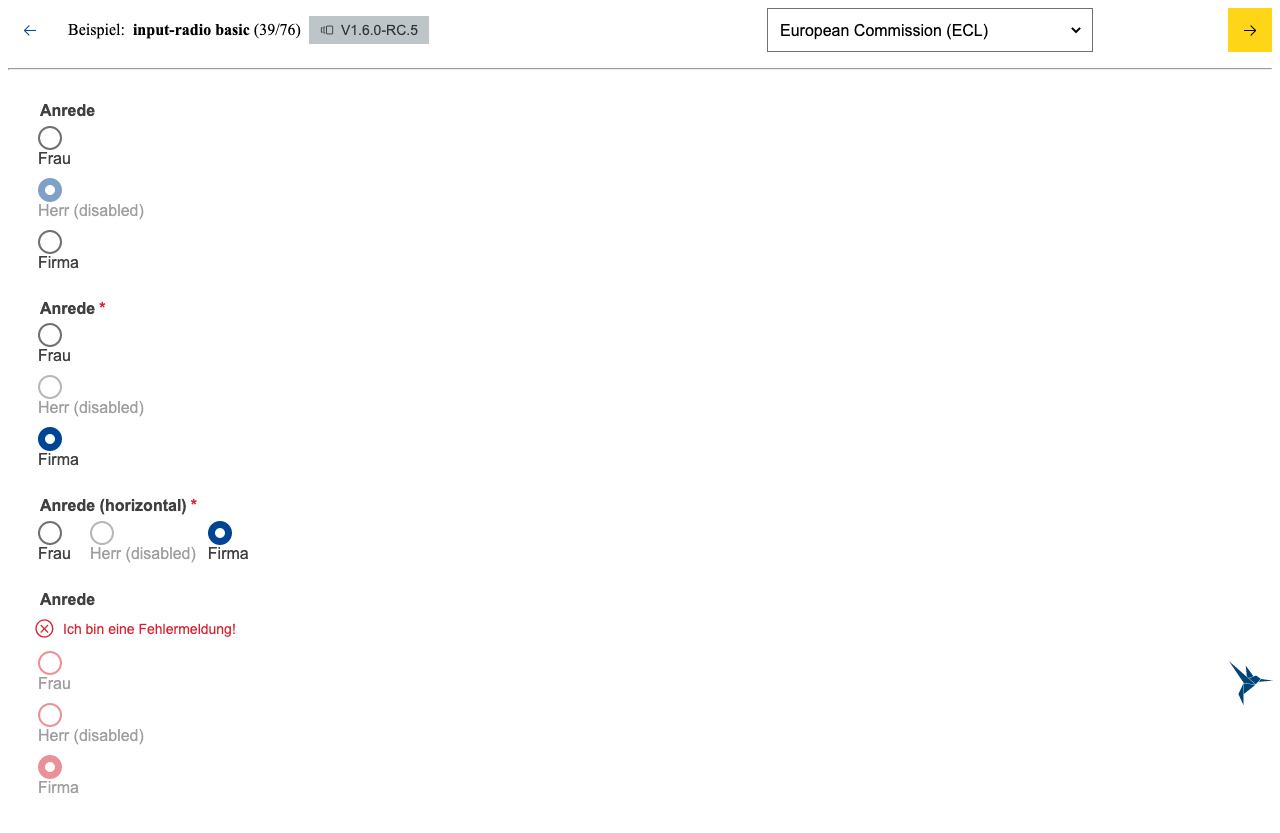 Beispiel: input-radio basic (39/76) V1.6.0-RC.5 European Commission (ECL)
Anrede
Frau
Herr (disabled)
Firma
Anrede *
Frau
Herr (disabled)
Firma
Anrede (horizontal) *
Frau Herr (disabled) Firma
Anrede
Ich bin eine Fehlermeldung!
Frau
Herr (disabled)
Firma